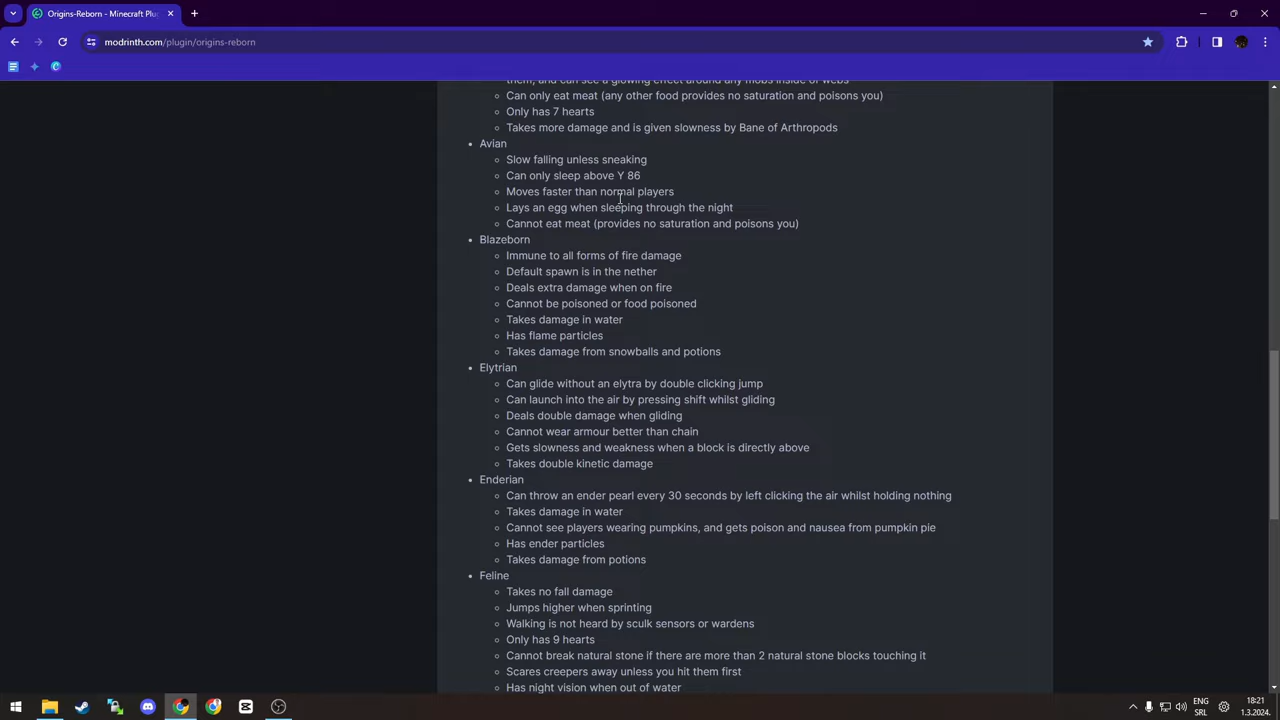 Origins-Reborn - Minecraft Plu
modrinth.com/plugin/origins-reborn
them, and can see a glowing effect around any mobs inside of webs
Can only eat meat (any other food provides no saturation and poisons you)
Only has 7 hearts
Takes more damage and is given slowness by Bane of Arthropods
Avian
Slow falling unless sneaking
Can only sleep above Y 86
Moves faster than normal players
Lays an egg when sleeping through the night
Cannot eat meat (provides no saturation and poisons you)
Blazeborn
Immune to all forms of fire damage
Default spawn is in the nether
Deals extra damage when on fire
Cannot be poisoned or food poisoned
Takes damage in water
Has flame particles
Takes damage from snowballs and potions
Elytrian
Can glide without an elytra by double clicking jump
Can launch into the air by pressing shift whilst gliding
Deals double damage when gliding
Cannot wear armour better than chain
Gets slowness and weakness when a block is directly above
Takes double kinetic damage
Enderian
Can throw an ender pearl every 30 seconds by left clicking the air whilst holding nothing
Takes damage in water
Cannot see players wearing pumpkins, and gets poison and nausea from pumpkin pie
Has ender particles
Takes damage from potions
Feline
Takes no fall damage
Jumps higher when sprinting
Walking is not heard by sculk sensors or wardens
Only has 9 hearts
Cannot break natural stone if there are more than 2 natural stone blocks touching it
Scares creepers away unless you hit them first
Has night vision when out of water
ENG
SRL
18:21
1.3.2024.